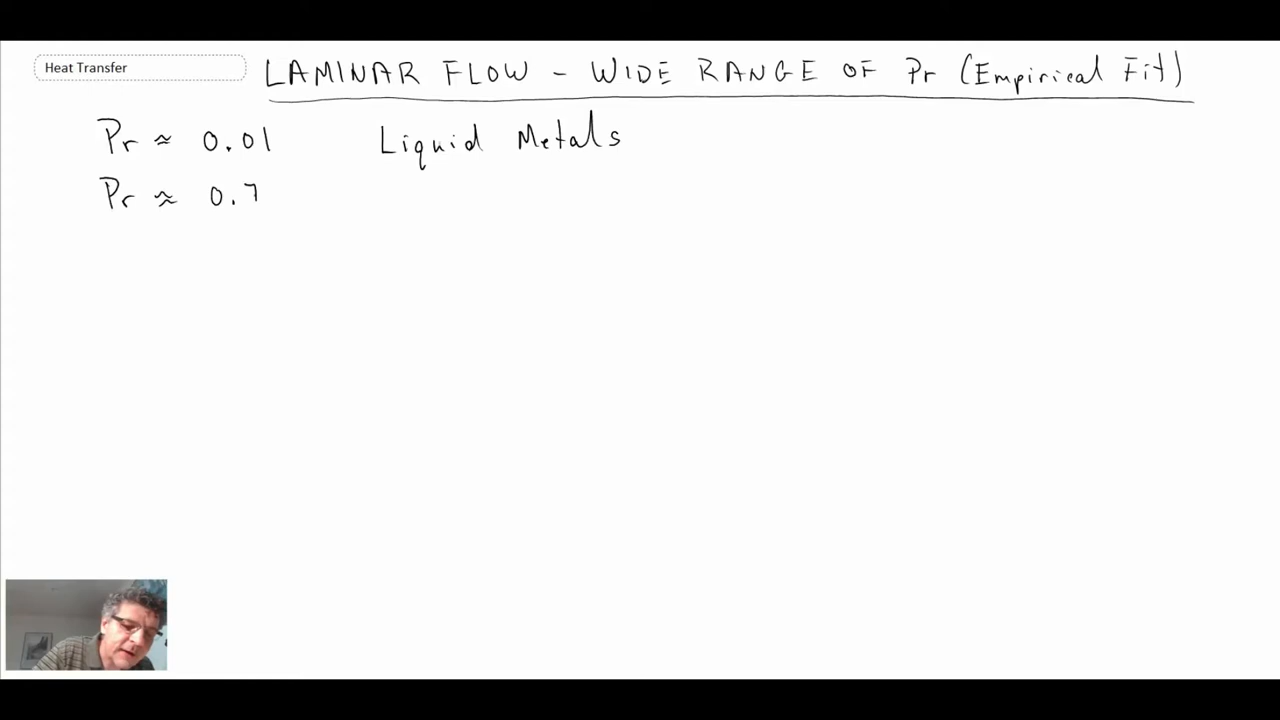 Heat Transfer
LAMINAR FLOW - WIDE RANGE OF Pr (Empirical Fit)
Pr ≈ 0.01 Liquid Metals
Pr ≈ 0.7